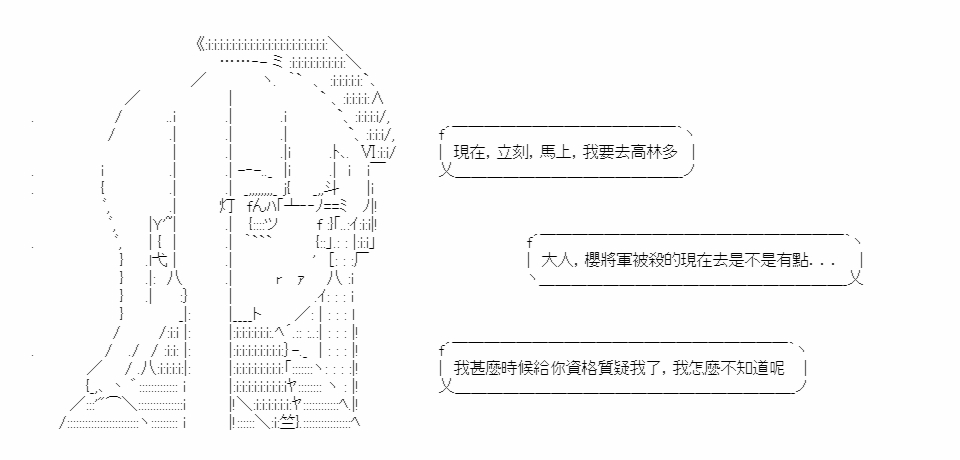 現在，立刻，馬上，我要去高林多
大人，櫻將軍被殺的現在去是不是有點．．．
我甚麼時候給你資格質疑我了，我怎麼不知道呢